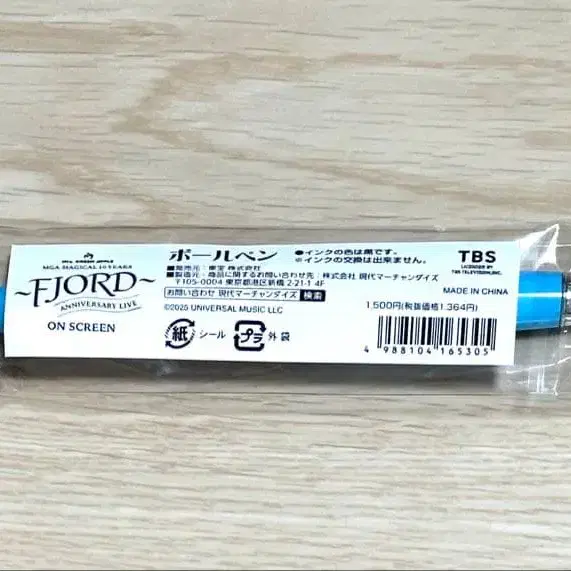 MRS. GREEN APPLE
MGA MAGICAL 10 YEARS
～FJORD～
ANNIVERSARY LIVE
ON SCREEN
ボールペン
●インクの色は黒です。
※インクの交換は出来ません。
■発売元：東宝 株式会社
■製造元・商品に関するお問い合わせ先：株式会社 現代マーチャンダイズ
〒105-0004 東京都港区新橋 2-21-1 4F
お問い合わせ 現代マーチャンダイズ 検索
©2025 UNIVERSAL MUSIC LLC
紙 シール
プラ 外 袋
TBS
LICENSED BY
TBS TELEVISION, INC.
MADE IN CHINA
1,500円(税抜価格1,364円)
4 988104 165305